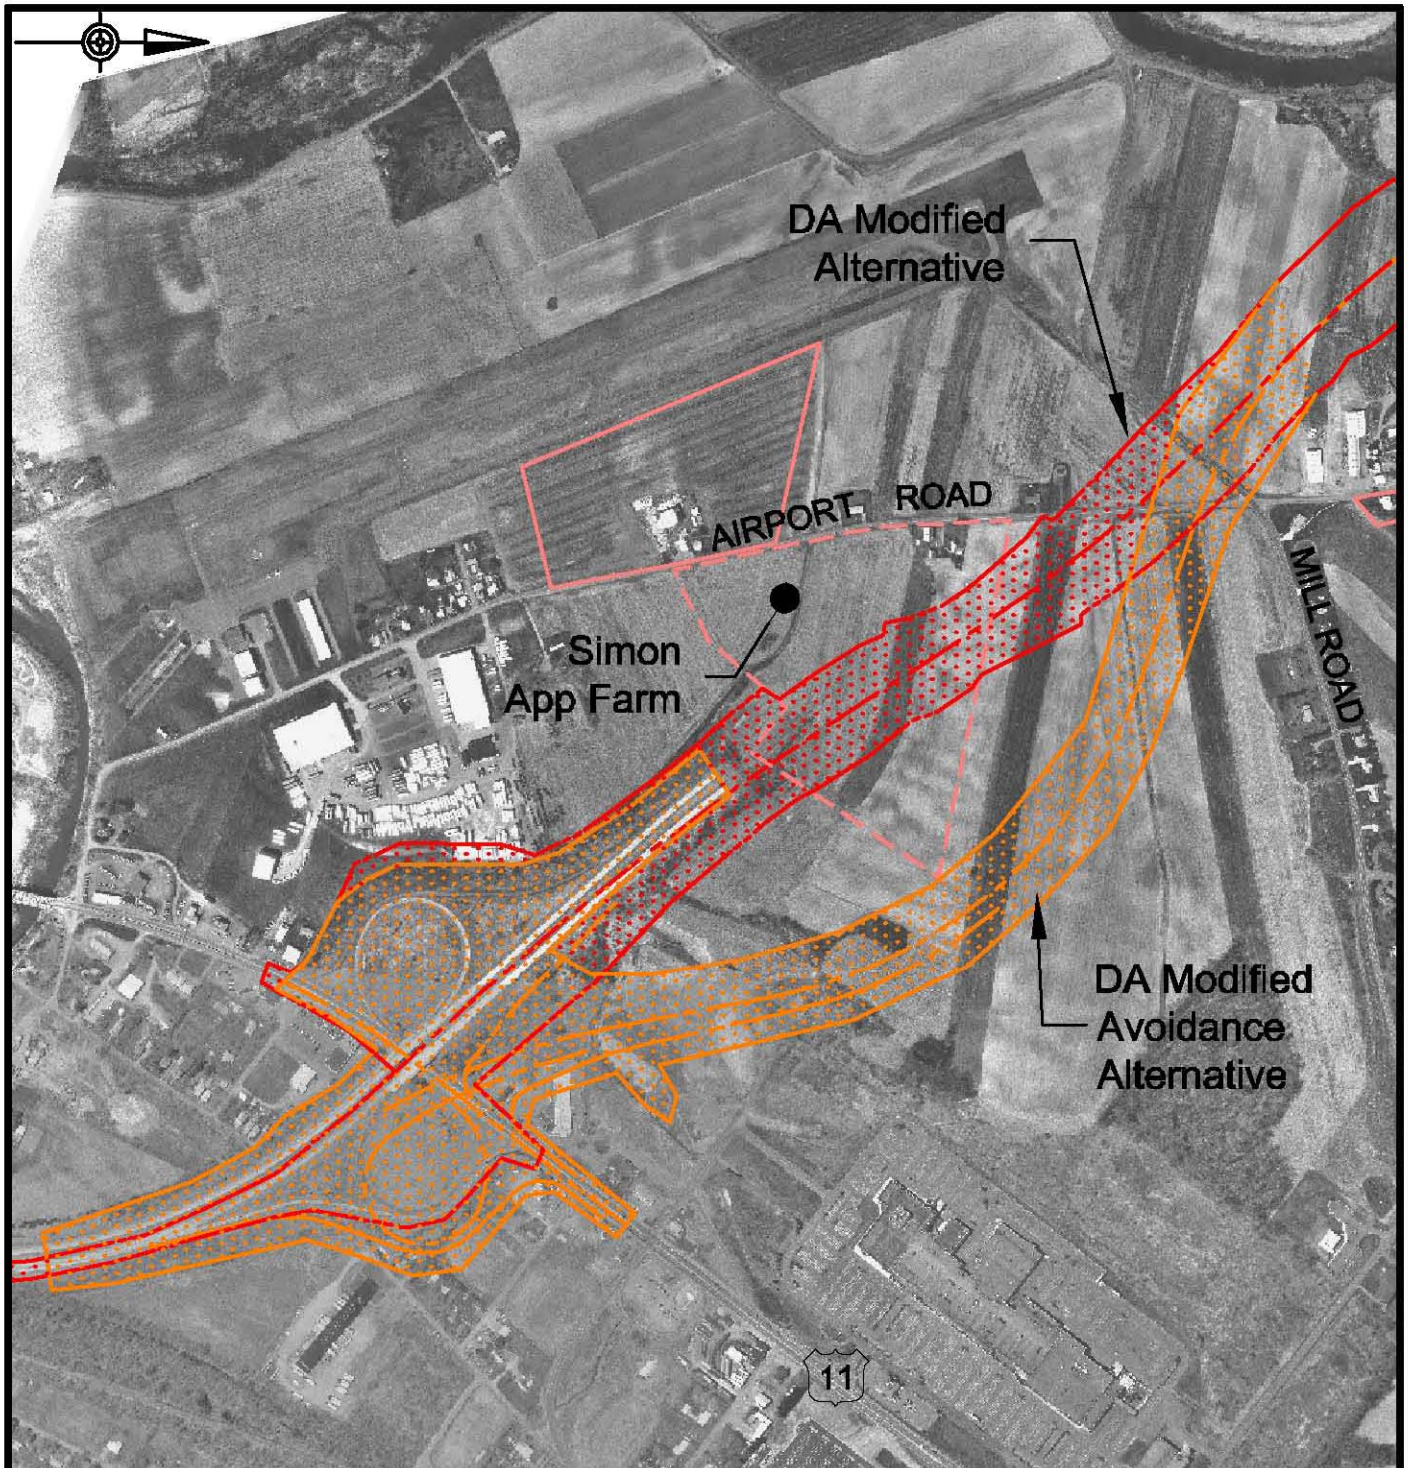 DA Modified
Alternative
AIRPORT ROAD
Simon
App Farm
MILL ROAD
DA Modified
Avoidance
Alternative
11